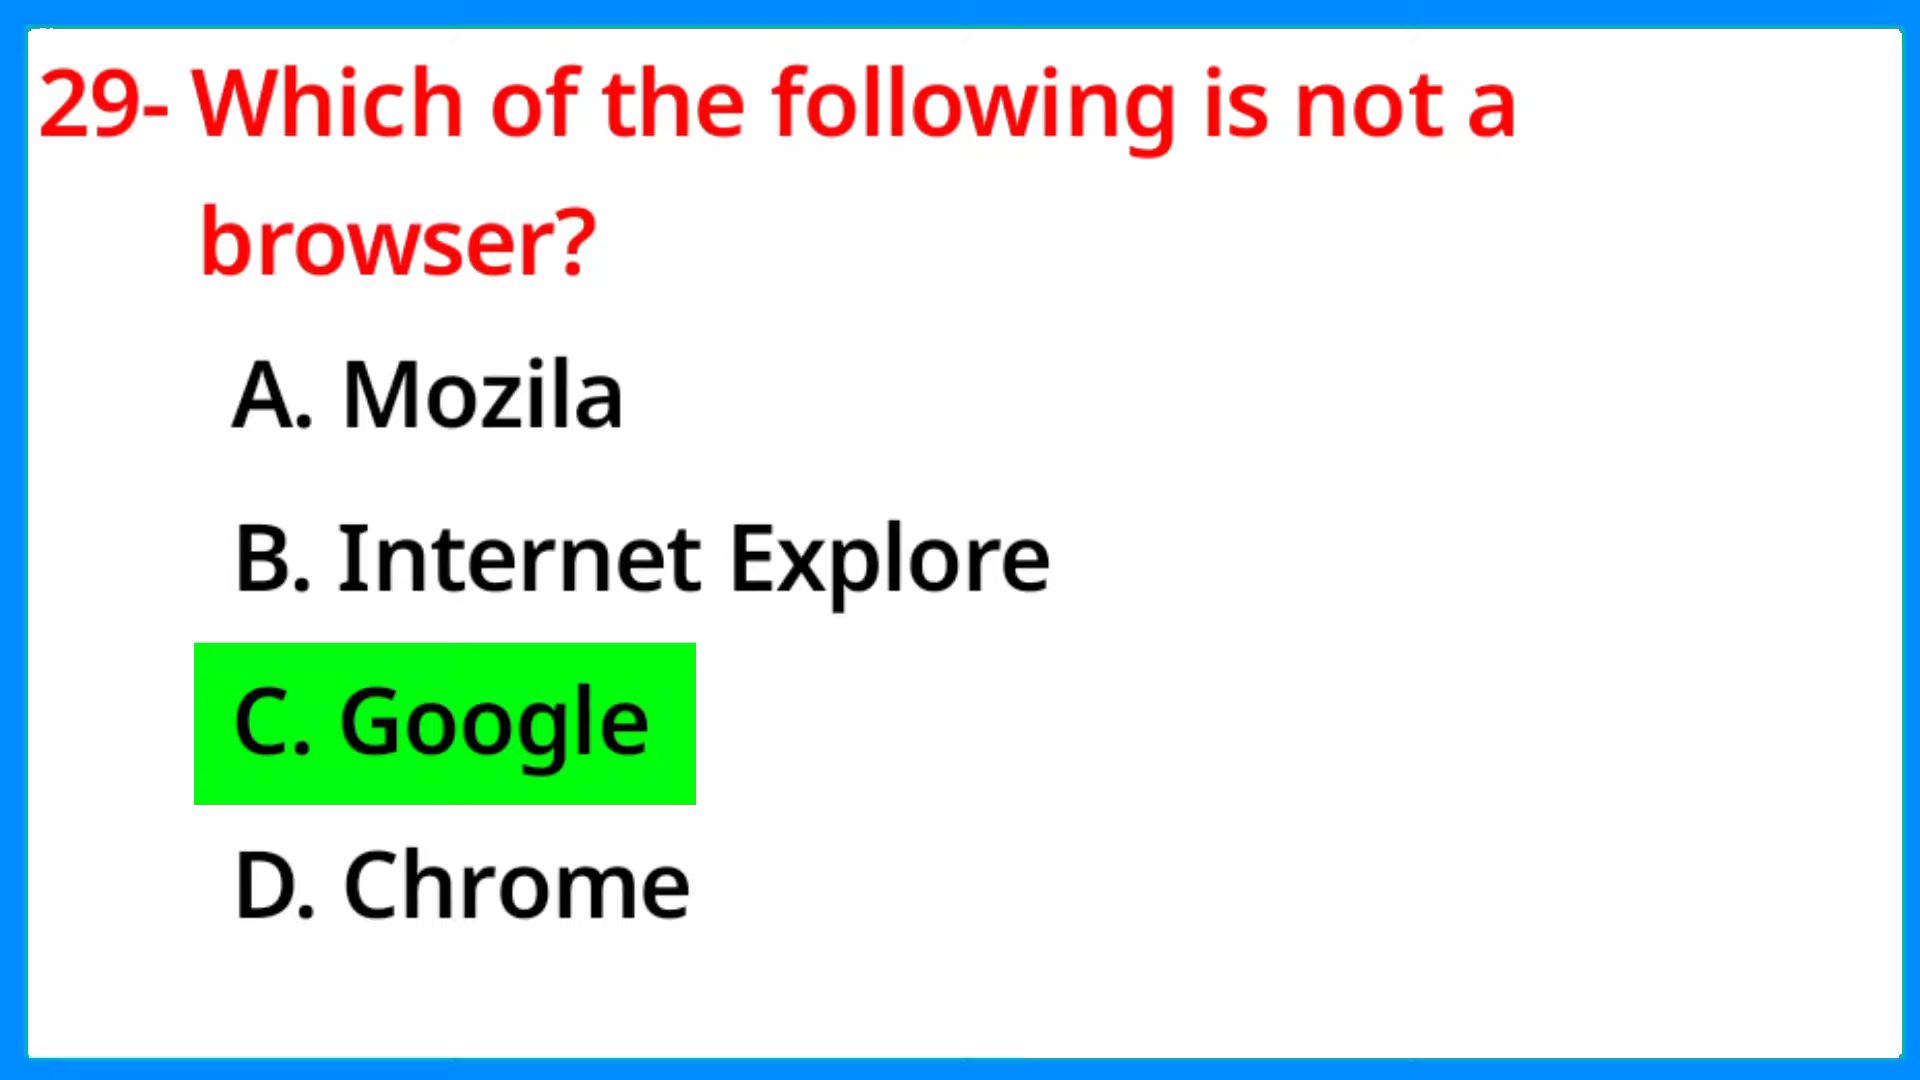 29- Which of the following is not a
browser?
A. Mozila
B. Internet Explore
C. Google
D. Chrome